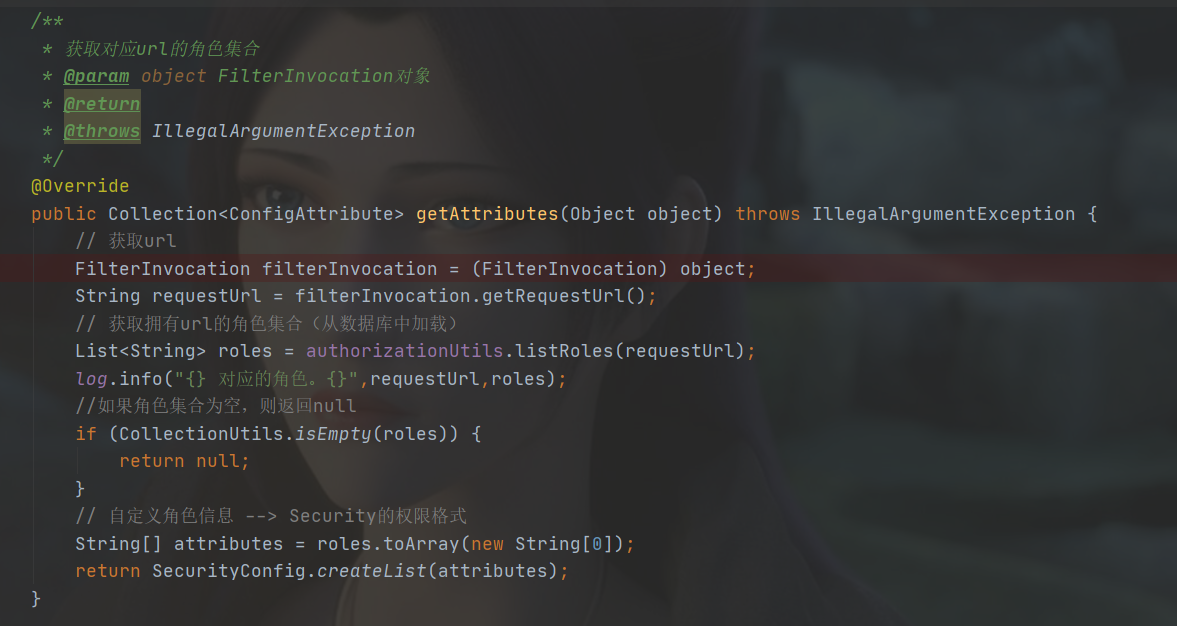 /**
 * 获取对应url的角色集合
 * @param object FilterInvocation对象
 * @return
 * @throws IllegalArgumentException
 */
@Override
public Collection<ConfigAttribute> getAttributes(Object object) throws IllegalArgumentException {
    // 获取url
    FilterInvocation filterInvocation = (FilterInvocation) object;
    String requestUrl = filterInvocation.getRequestUrl();
    // 获取拥有url的角色集合（从数据库中加载）
    List<String> roles = authorizationUtils.listRoles(requestUrl);
    log.info("{} 对应的角色。{}",requestUrl,roles);
    //如果角色集合为空，则返回null
    if (CollectionUtils.isEmpty(roles)) {
        return null;
    }
    // 自定义角色信息 --> Security的权限格式
    String[] attributes = roles.toArray(new String[0]);
    return SecurityConfig.createList(attributes);
}